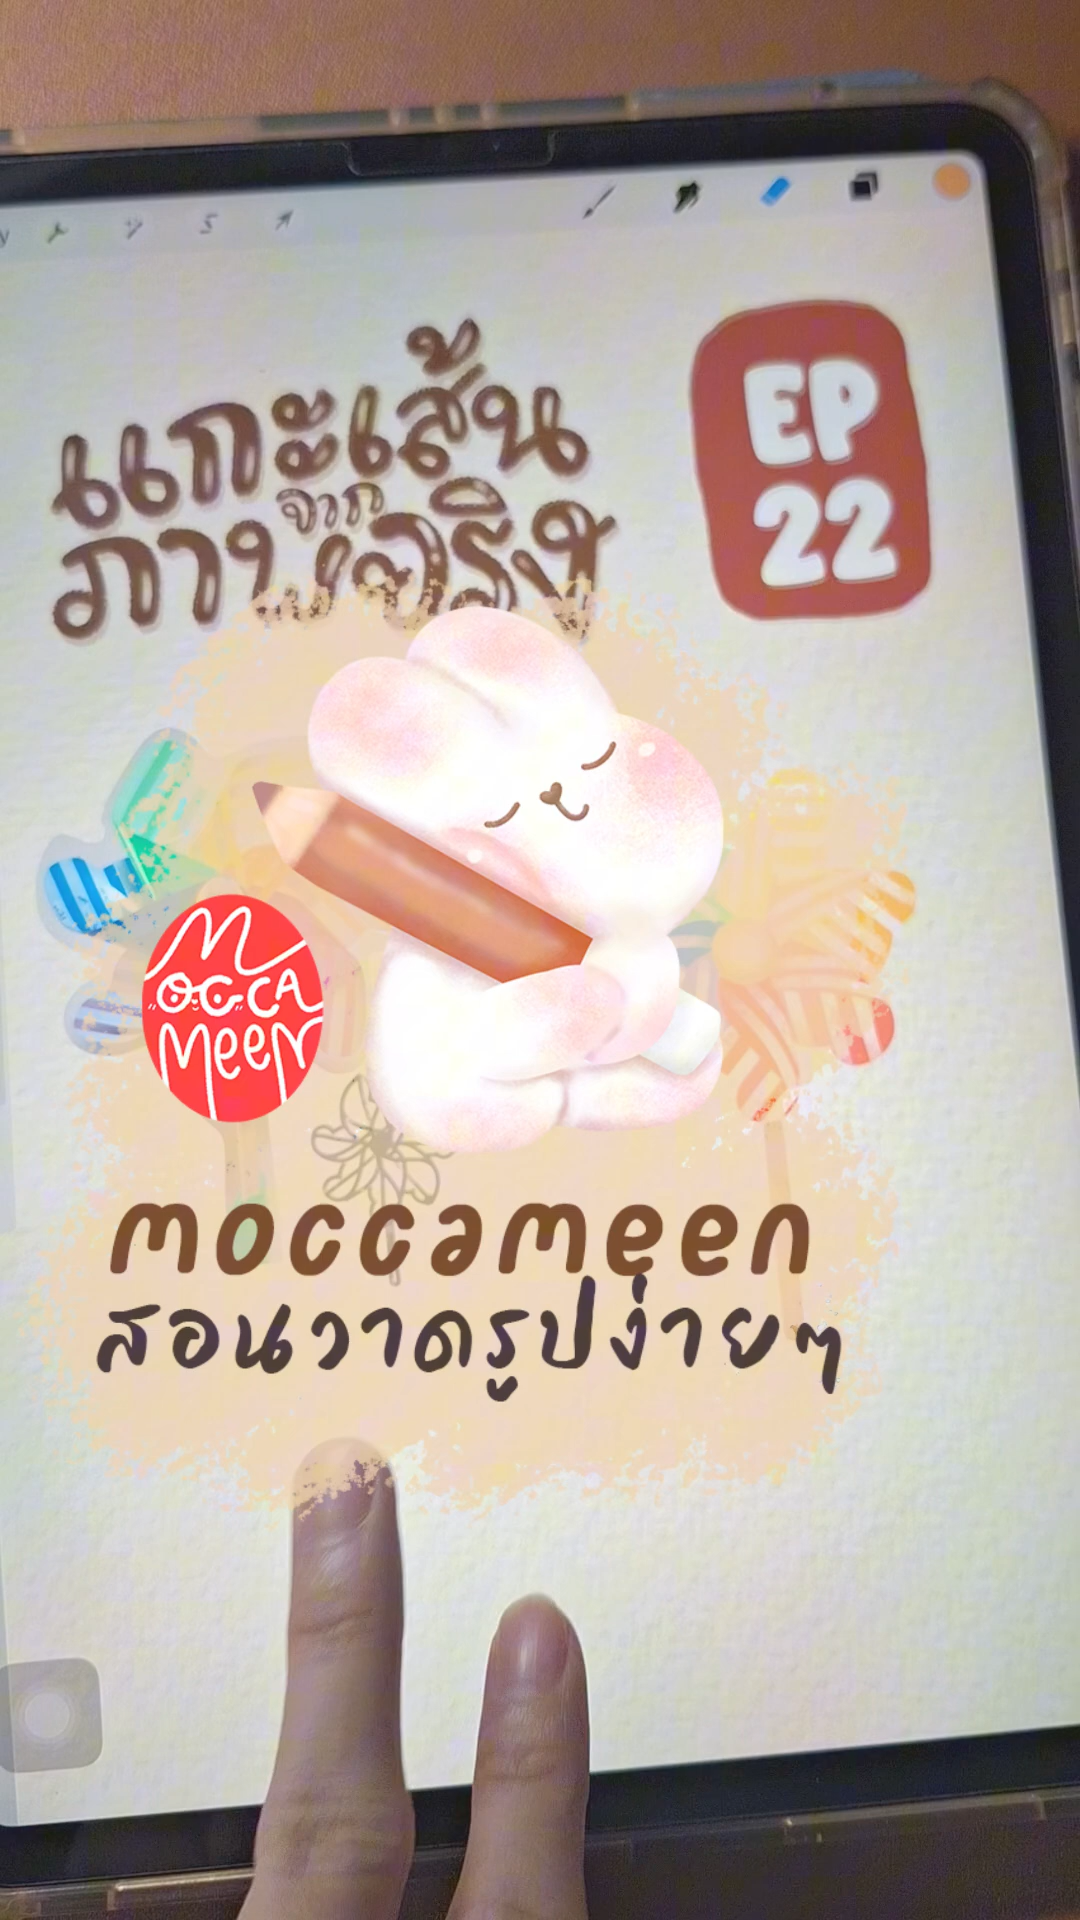 แกะเส้น
จาก
ภาพจริง
EP
22
MOCCA
MEEN
moccameen
สอนวาดรูปง่ายๆ